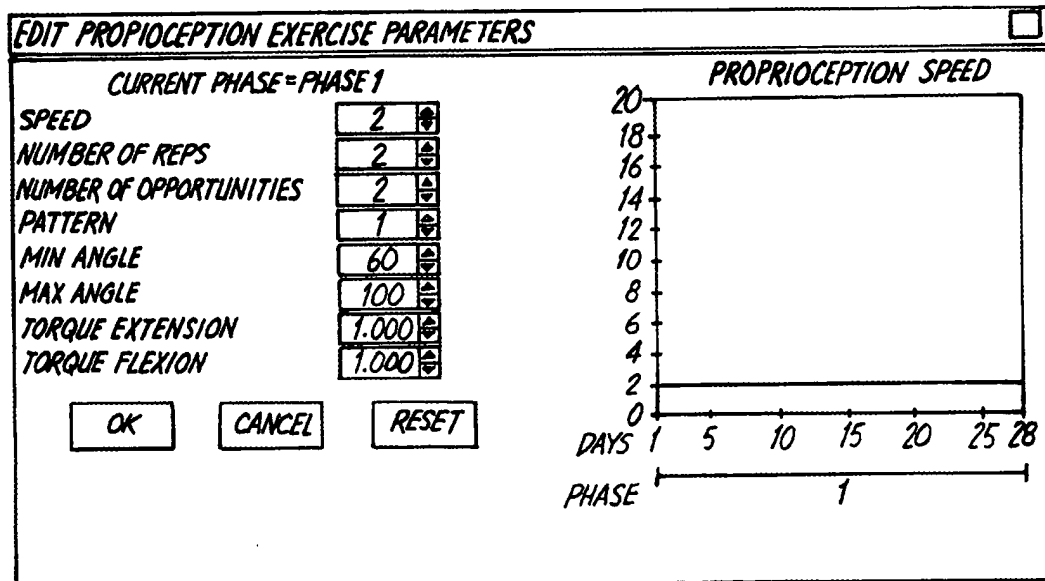 EDIT PROPIOCEPTION EXERCISE PARAMETERS
CURRENT PHASE=PHASE 1
SPEED 2
NUMBER OF REPS 2
NUMBER OF OPPORTUNITIES 2
PATTERN 1
MIN ANGLE 60
MAX ANGLE 100
TORQUE EXTENSION 1.000
TORQUE FLEXION 1.000
OK CANCEL RESET
PROPRIOCEPTION SPEED
20
18
16
14
12
10
8
6
4
2
0
DAYS 1 5 10 15 20 25 28
PHASE 1